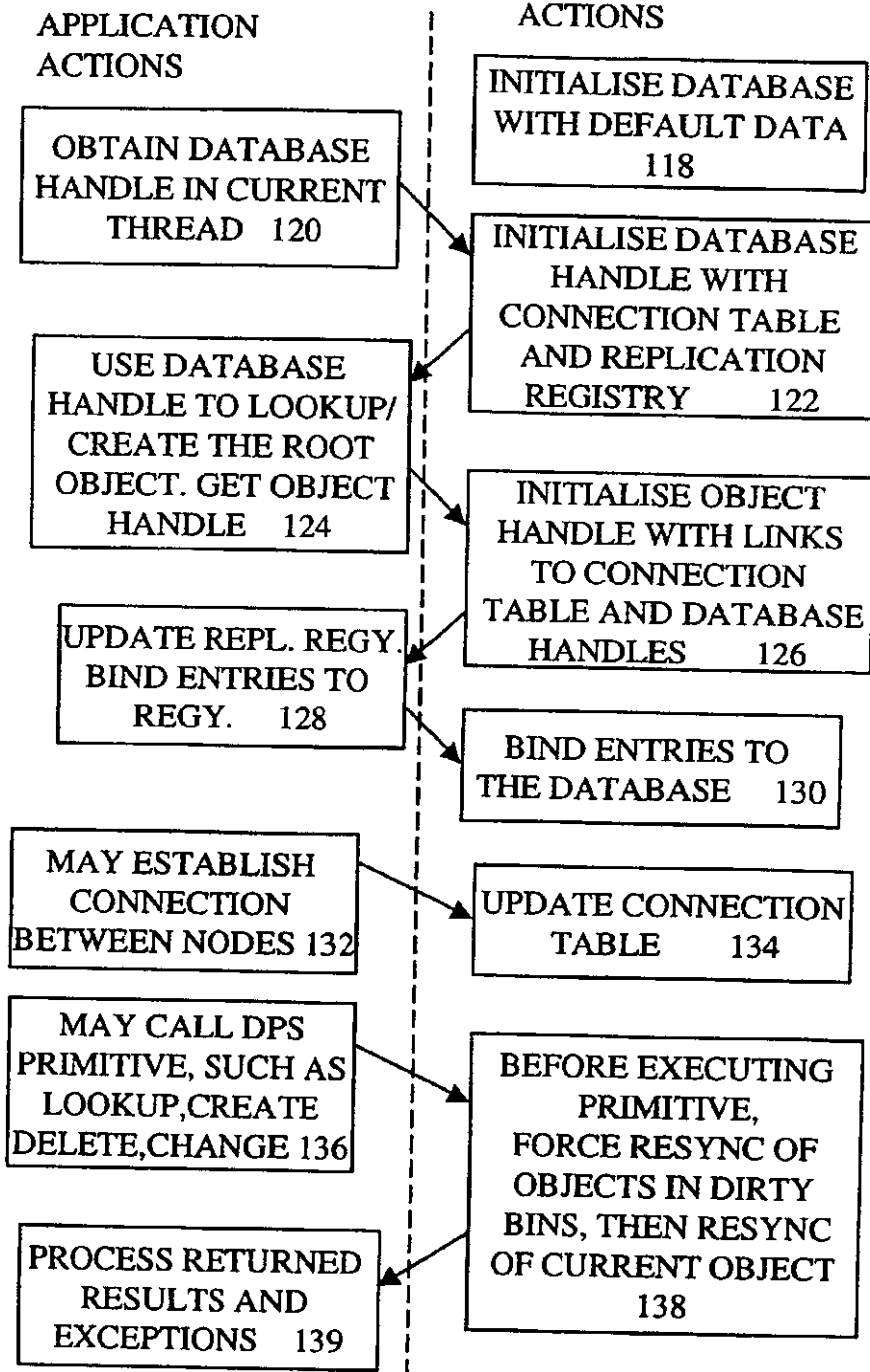 APPLICATION
ACTIONS
ACTIONS
INITIALISE DATABASE
WITH DEFAULT DATA
118
OBTAIN DATABASE
HANDLE IN CURRENT
THREAD 120
INITIALISE DATABASE
HANDLE WITH
CONNECTION TABLE
AND REPLICATION
REGISTRY 122
USE DATABASE
HANDLE TO LOOKUP/
CREATE THE ROOT
OBJECT. GET OBJECT
HANDLE 124
INITIALISE OBJECT
HANDLE WITH LINKS
TO CONNECTION
TABLE AND DATABASE
HANDLES 126
UPDATE REPL. REGY.
BIND ENTRIES TO
REGY. 128
BIND ENTRIES TO
THE DATABASE 130
MAY ESTABLISH
CONNECTION
BETWEEN NODES 132
UPDATE CONNECTION
TABLE 134
MAY CALL DPS
PRIMITIVE, SUCH AS
LOOKUP,CREATE
DELETE,CHANGE 136
BEFORE EXECUTING
PRIMITIVE,
FORCE RESYNC OF
OBJECTS IN DIRTY
BINS, THEN RESYNC
OF CURRENT OBJECT
138
PROCESS RETURNED
RESULTS AND
EXCEPTIONS 139